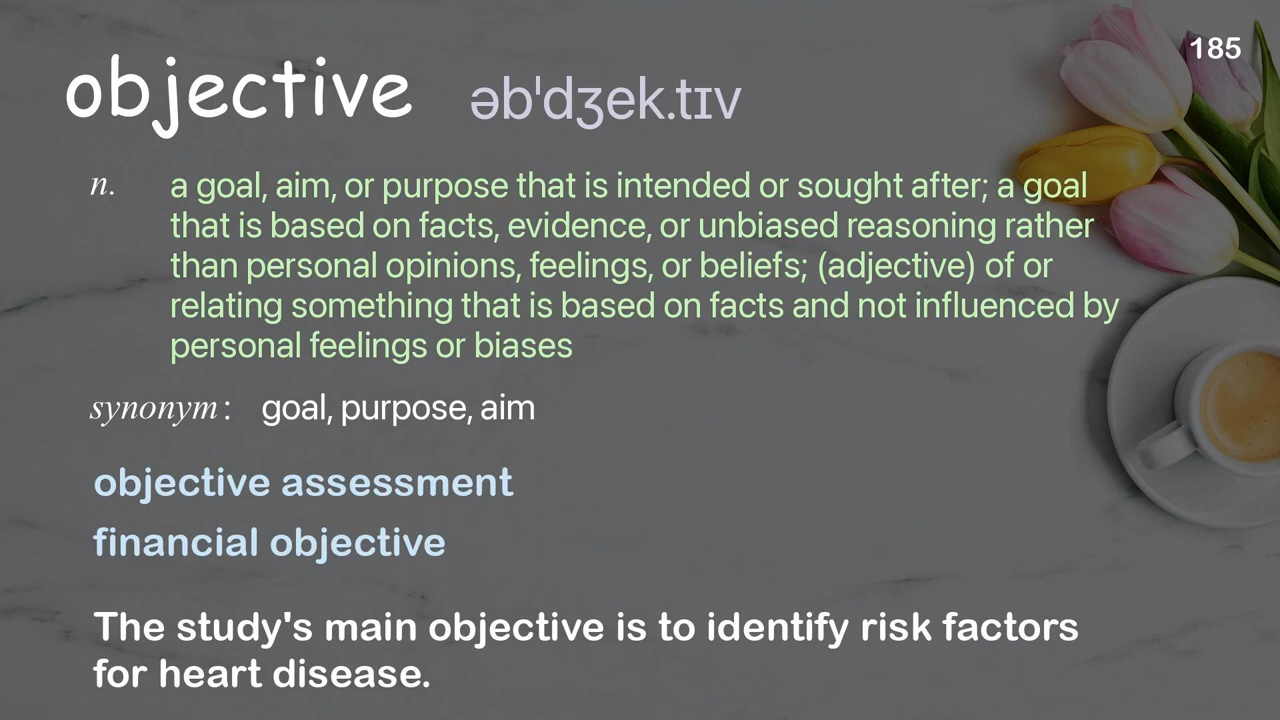 185
objective əb'dʒek.tɪv
n. a goal, aim, or purpose that is intended or sought after; a goal
that is based on facts, evidence, or unbiased reasoning rather
than personal opinions, feelings, or beliefs; (adjective) of or
relating something that is based on facts and not influenced by
personal feelings or biases
synonym: goal, purpose, aim
objective assessment
financial objective
The study's main objective is to identify risk factors
for heart disease.